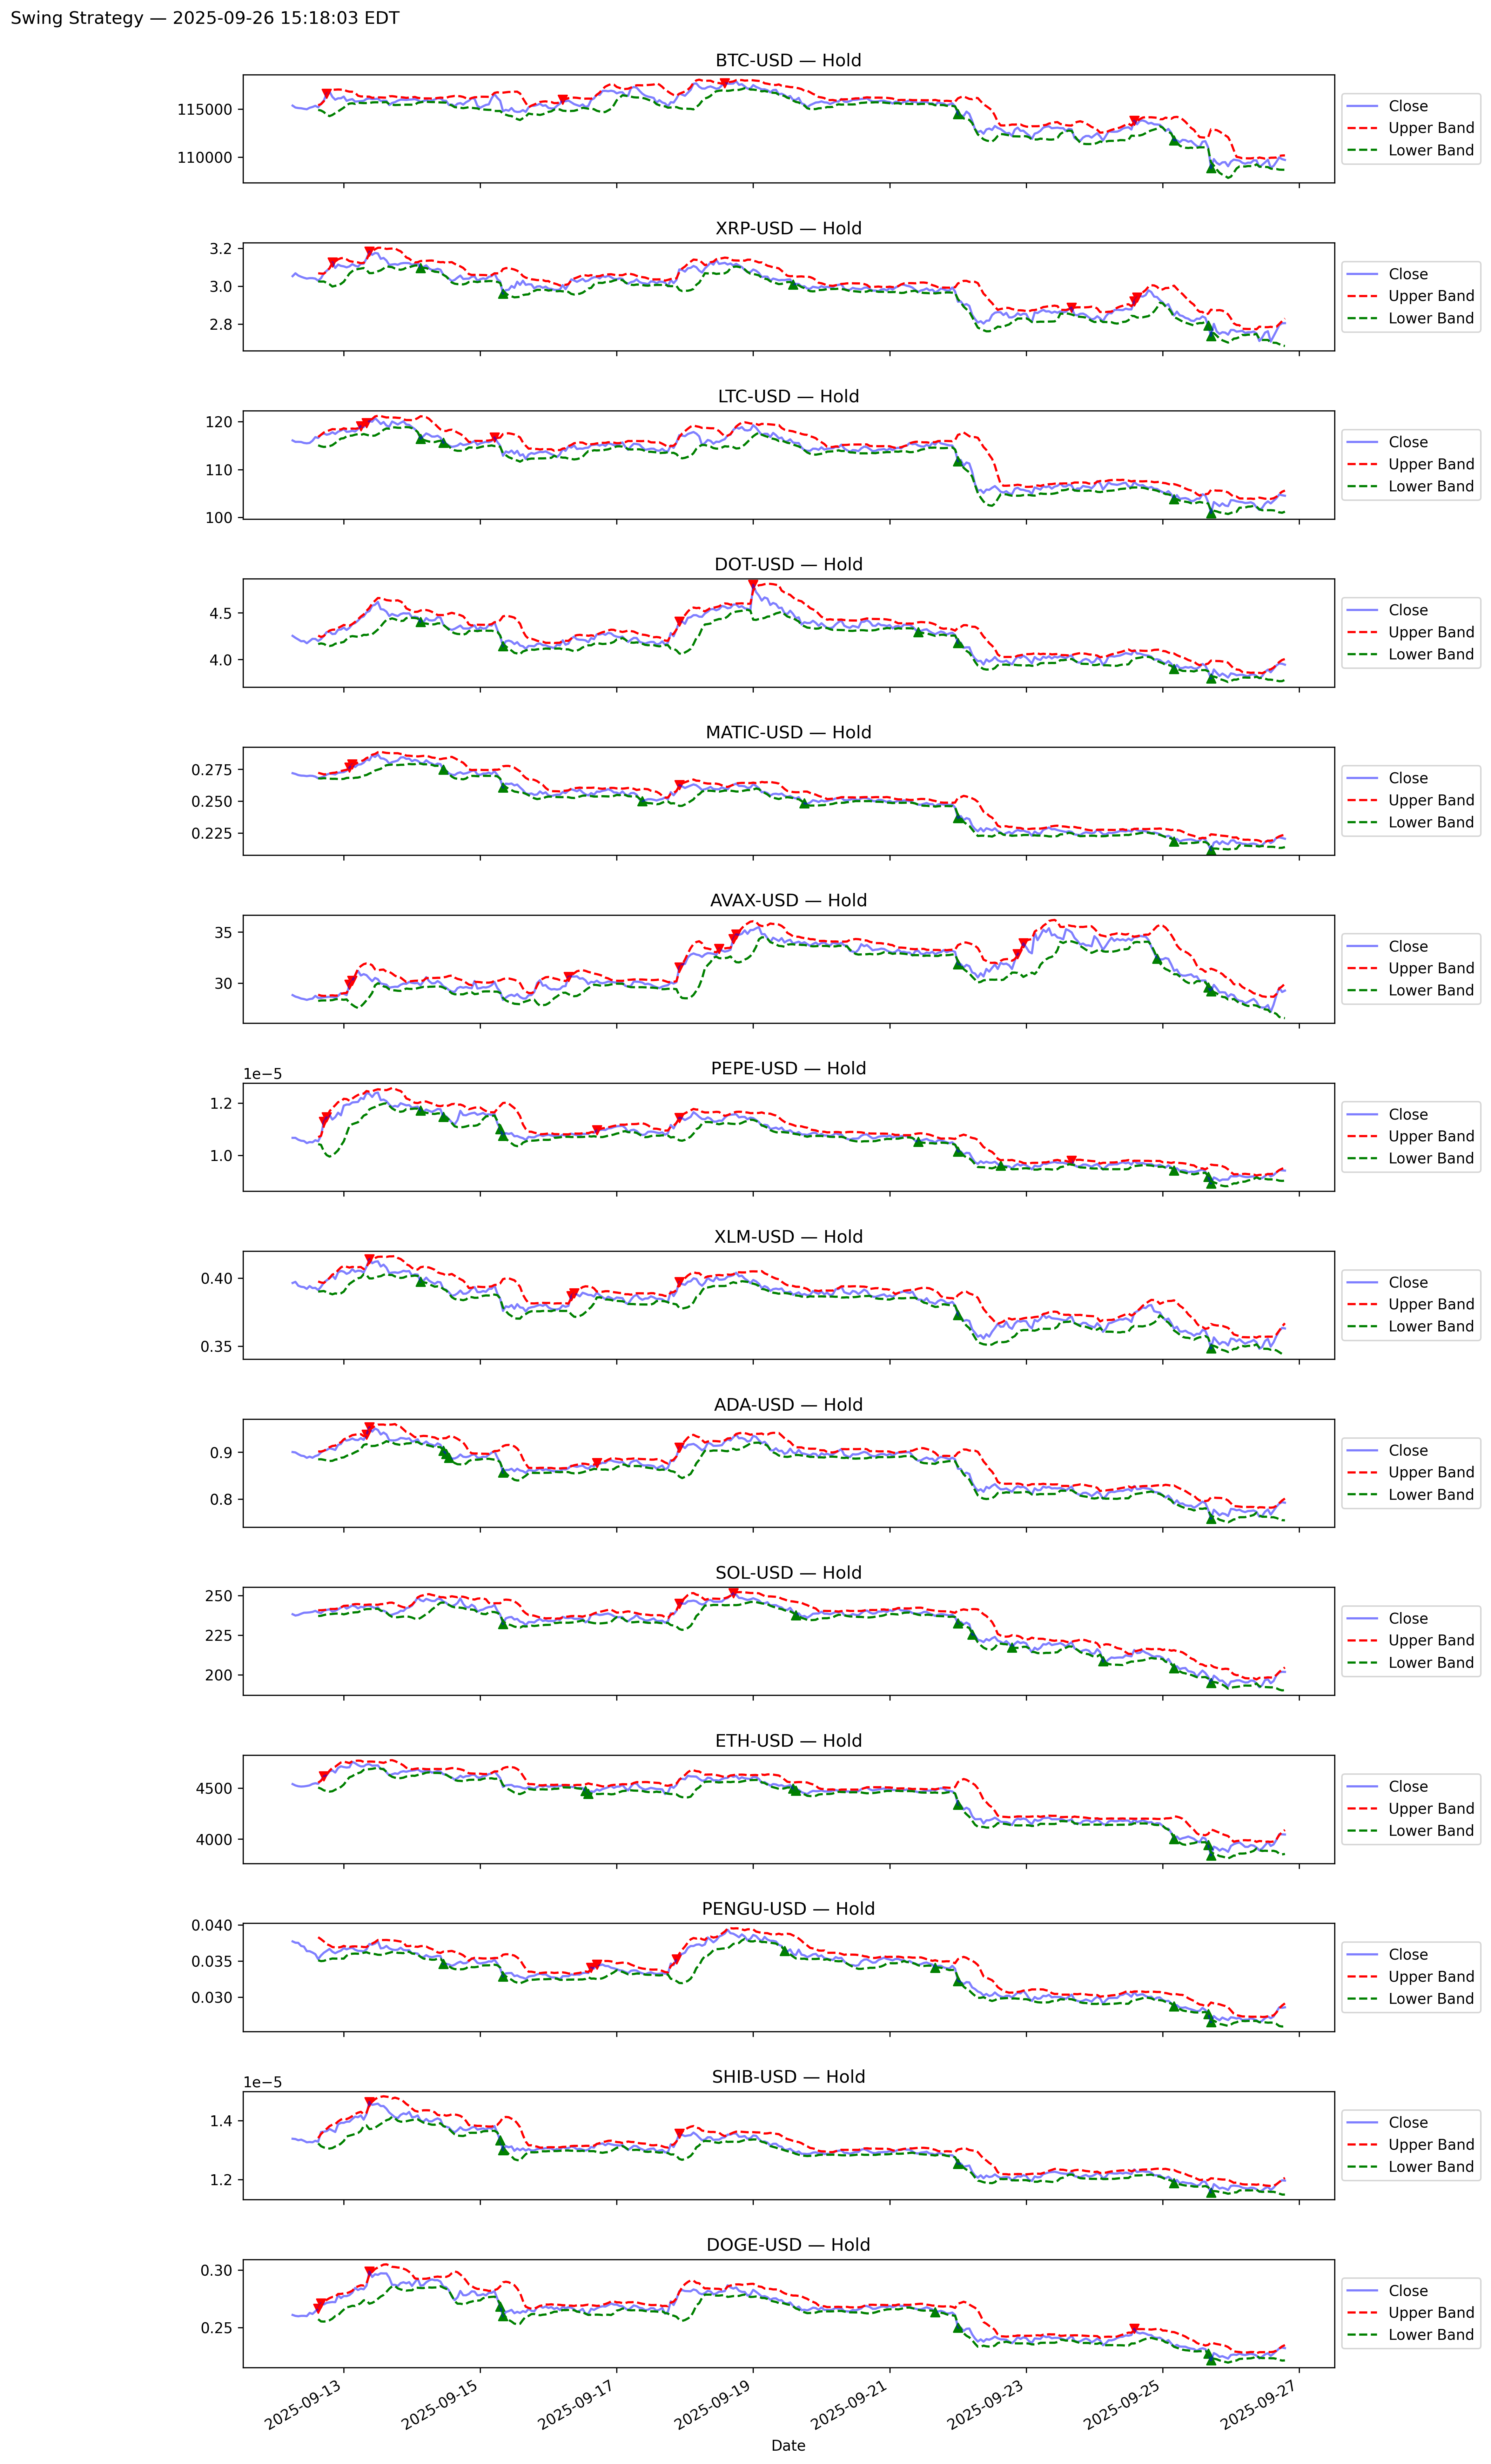 Swing Strategy — 2025-09-26 15:18:03 EDT
BTC-USD — Hold
115000
110000
Close
Upper Band
Lower Band
XRP-USD — Hold
3.2
3.0
2.8
Close
Upper Band
Lower Band
LTC-USD — Hold
120
110
100
Close
Upper Band
Lower Band
DOT-USD — Hold
4.5
4.0
Close
Upper Band
Lower Band
MATIC-USD — Hold
0.275
0.250
0.225
Close
Upper Band
Lower Band
AVAX-USD — Hold
35
30
Close
Upper Band
Lower Band
PEPE-USD — Hold
1e−5
1.2
1.0
Close
Upper Band
Lower Band
XLM-USD — Hold
0.40
0.35
Close
Upper Band
Lower Band
ADA-USD — Hold
0.9
0.8
Close
Upper Band
Lower Band
SOL-USD — Hold
250
225
200
Close
Upper Band
Lower Band
ETH-USD — Hold
4500
4000
Close
Upper Band
Lower Band
PENGU-USD — Hold
0.040
0.035
0.030
Close
Upper Band
Lower Band
SHIB-USD — Hold
1e−5
1.4
1.2
Close
Upper Band
Lower Band
DOGE-USD — Hold
0.30
0.25
Close
Upper Band
Lower Band
2025-09-13
2025-09-15
2025-09-17
2025-09-19
2025-09-21
2025-09-23
2025-09-25
2025-09-27
Date